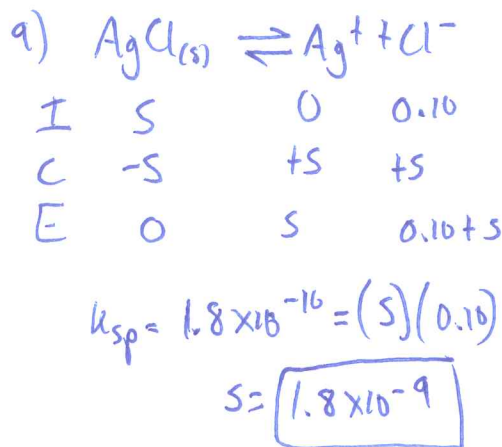 a) AgCl(s) ⇌ Ag⁺ + Cl⁻
I S 0 0.10
C -S +S +S
E 0 S 0.10+S
Ksp = 1.8×10⁻¹⁰ = (S)(0.10)
S= 1.8×10⁻⁹